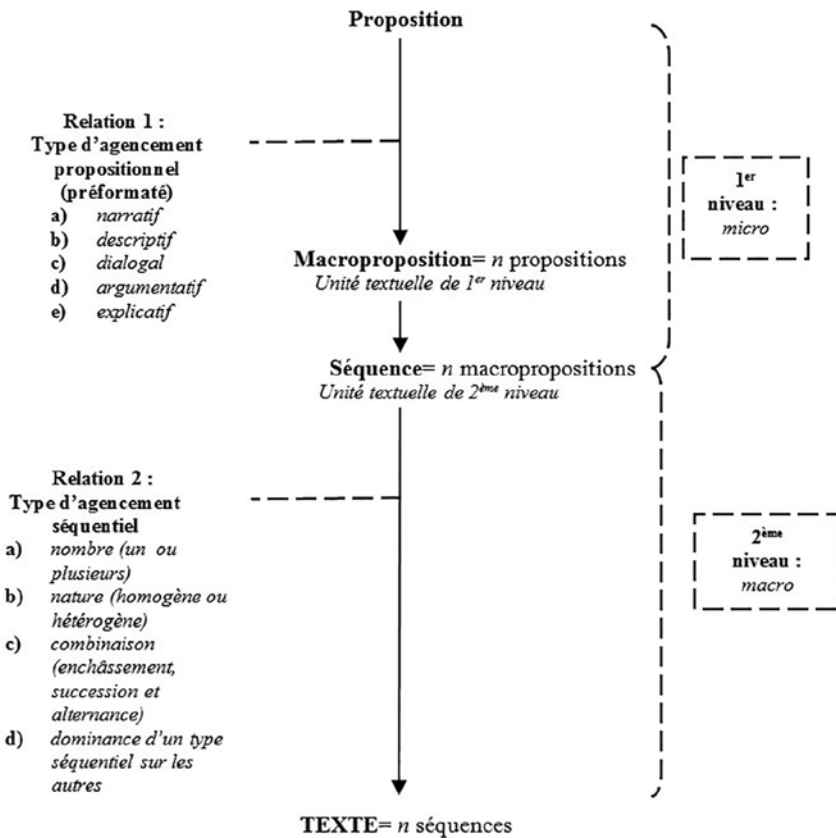 Proposition
Relation 1 :
Type d'agencement
propositionnel
(préformaté)
a) narratif
b) descriptif
c) dialogal
d) argumentatif
e) explicatif
1er
niveau :
micro
Macroproposition= n propositions
Unité textuelle de 1er niveau
Séquence= n macropropositions
Unité textuelle de 2ème niveau
Relation 2 :
Type d'agencement
séquentiel
a) nombre (un ou
plusieurs)
b) nature (homogène ou
hétérogène)
c) combinaison
(enchâssement,
succession et
alternance)
d) dominance d'un type
séquentiel sur les
autres
2ème
niveau :
macro
TEXTE= n séquences